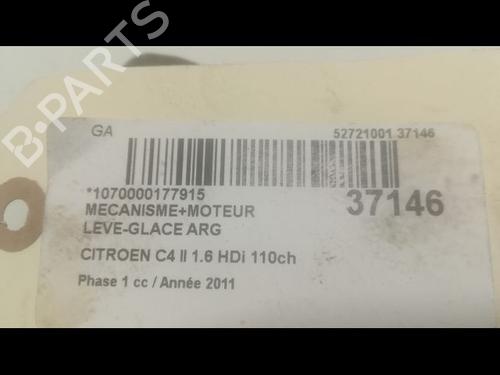 B-PARTS
GA
52721001 37146
*1070000177915
37146
MECANISME+MOTEUR
LEVE-GLACE ARG
CITROEN C4 II 1.6 HDi 110ch
Phase 1 cc / Année 2011